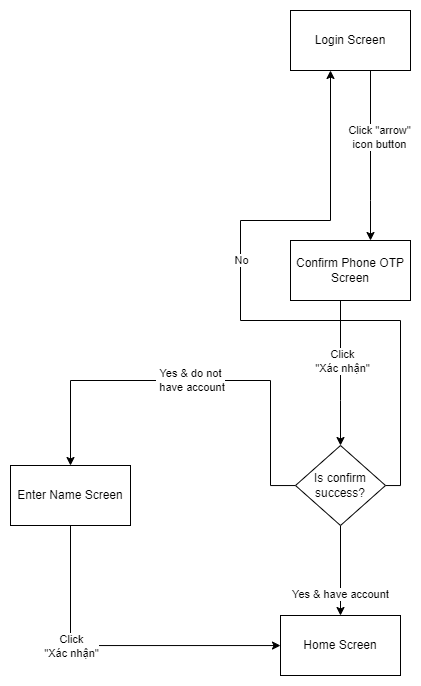 Login Screen
Click "arrow"
icon button
Confirm Phone OTP
Screen
No
Click
"Xác nhận"
Yes & do not
have account
Is confirm
success?
Enter Name Screen
Yes & have account
Click
"Xác nhận"
Home Screen